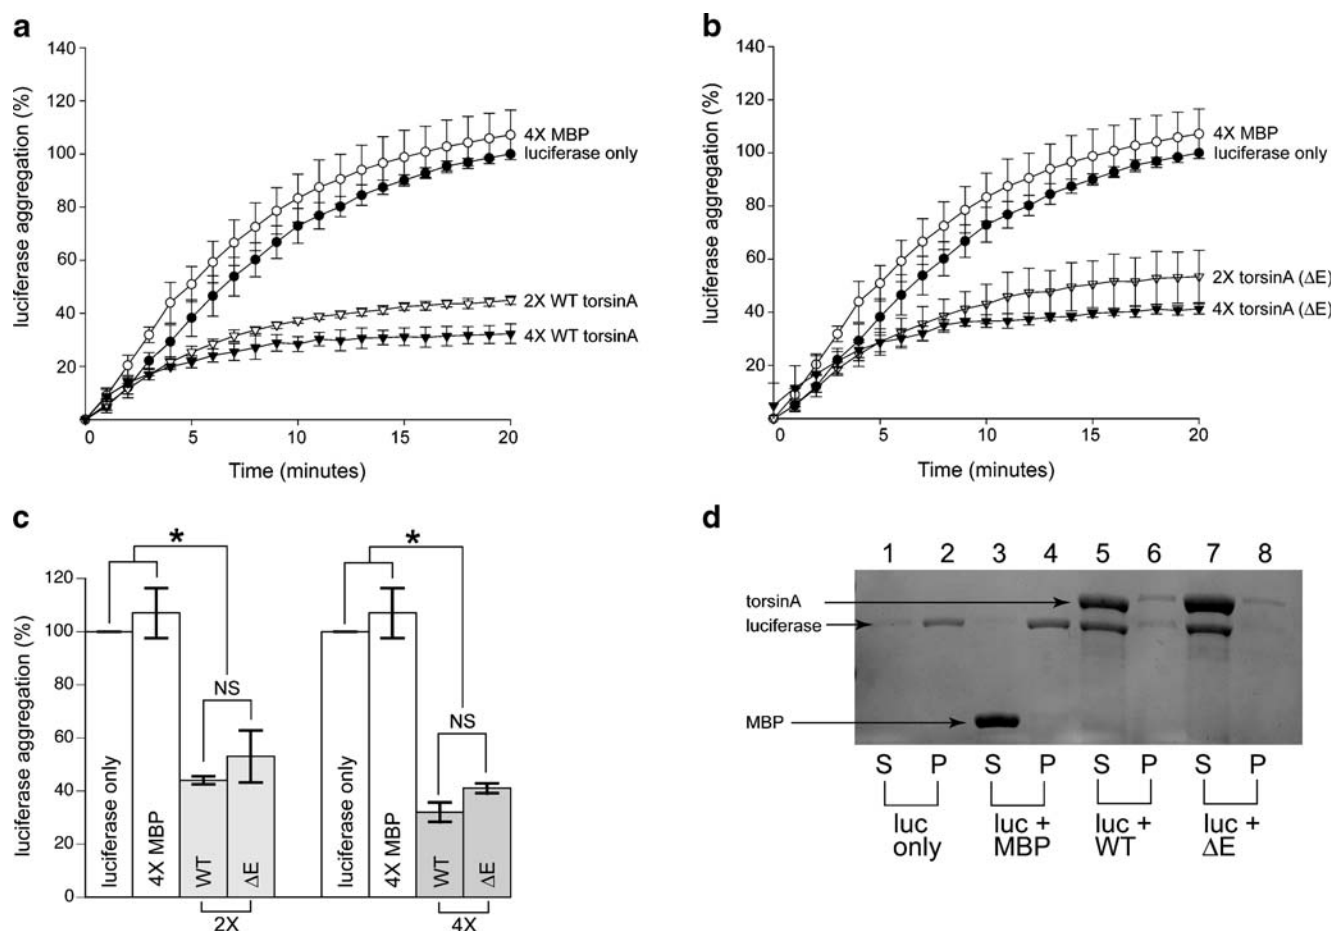 a
luciferase aggregation (%)
140
120
100
80
60
40
20
0
5
10
15
20
Time (minutes)
4X MBP
luciferase only
2X WT torsinA
4X WT torsinA
b
luciferase aggregation (%)
140
120
100
80
60
40
20
0
5
10
15
20
Time (minutes)
4X MBP
luciferase only
2X torsinA (ΔE)
4X torsinA (ΔE)
c
luciferase aggregation (%)
120
100
80
60
40
20
0
*
NS
luciferase only
4X MBP
WT
ΔE
2X
*
NS
luciferase only
4X MBP
WT
ΔE
4X
d
1 2 3 4 5 6 7 8
torsinA
luciferase
MBP
S P S P S P S P
luc only
luc + MBP
luc + WT
luc + ΔE